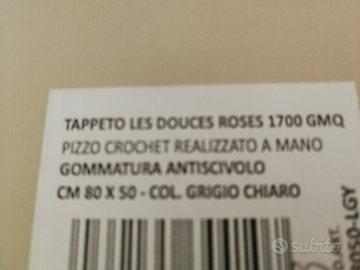 TAPPETO LES DOUCES ROSES 1700 GMQ
PIZZO CROCHET REALIZZATO A MANO
GOMMATURA ANTISCIVOLO
CM 80 X 50 - COL. GRIGIO CHIARO
subito